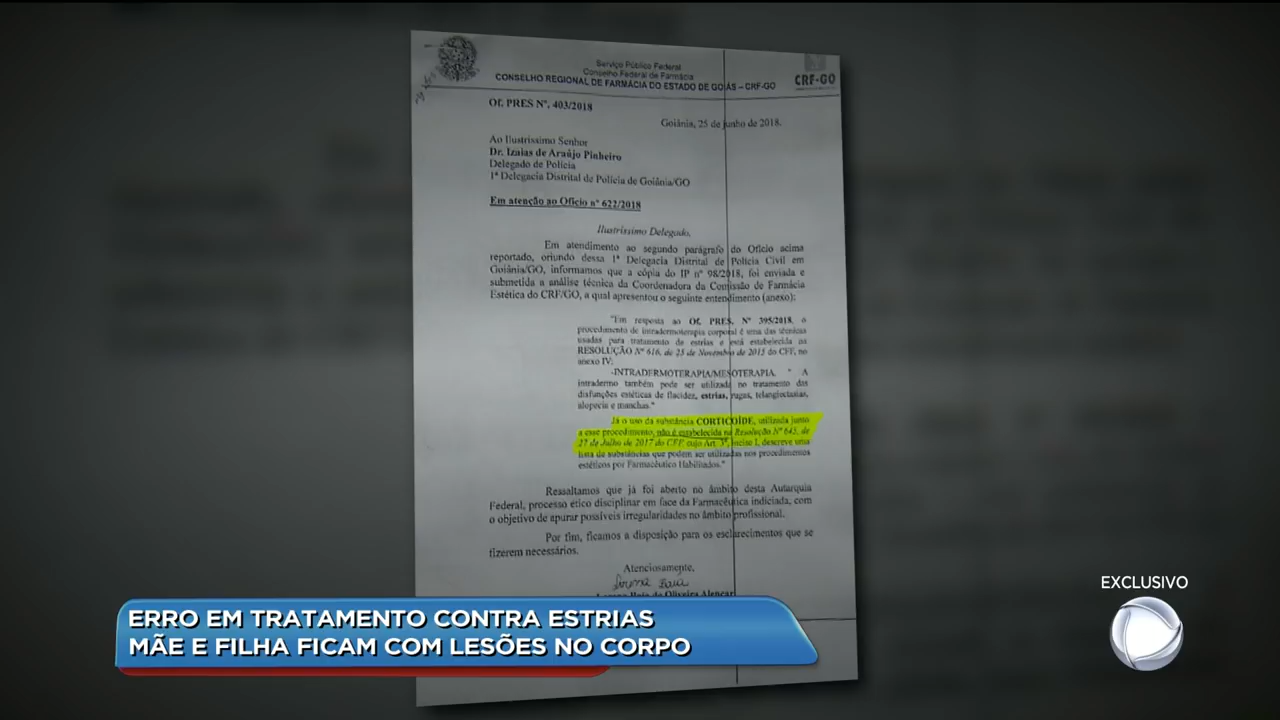 Serviço Público Federal
Conselho Federal de Farmácia
CONSELHO REGIONAL DE FARMÁCIA DO ESTADO DE GOIÁS – CRF-GO
CRF-GO
Of. PRES Nº. 403/2018
Goiânia, 25 de junho de 2018.
Ao Ilustríssimo Senhor
Dr. Izaias de Araújo Pinheiro
Delegado de Polícia
1ª Delegacia Distrital de Polícia de Goiânia/GO
Em atenção ao Ofício nº 622/2018
Ilustríssimo Delegado,
Em atendimento ao segundo parágrafo do Ofício acima
reportado, oriundo dessa 1ª Delegacia Distrital de Polícia Civil em
Goiânia/GO, informamos que a cópia do IP nº 98/2018, foi enviada e
submetida a análise técnica da Coordenadora da Comissão de Farmácia
Estética do CRF/GO, a qual apresentou o seguinte entendimento (anexo):
"Em resposta ao Of. PRES. Nº 395/2018, o
procedimento de intradermoterapia corporal é uma das técnicas
usadas para tratamento de estrias e está estabelecida na
RESOLUÇÃO Nº 616, de 25 de Novembro de 2015 do CFF, no
anexo IV:
-INTRADERMOTERAPIA/MESOTERAPIA. " A
intradermo também pode ser utilizada no tratamento das
disfunções estéticas de flacidez, estrias, rugas, telangiectasias,
alopecia e manchas."
Já o uso da substância CORTICOÍDE, utilizada junto
a esse procedimento, não é estabelecida na Resolução Nº 645, de
27 de Julho de 2017 do CFF, cujo Art. 3º, inciso I, descreve uma
lista de substâncias que podem ser utilizadas nos procedimentos
estéticos por Farmacêutico Habilitados."
Ressaltamos que já foi aberto no âmbito desta Autarquia
Federal, processo ético disciplinar em face da Farmacêutica indiciada, com
o objetivo de apurar possíveis irregularidades no âmbito profissional.
Por fim, ficamos a disposição para os esclarecimentos que se
fizerem necessários.
Atenciosamente,
de Oliveira Alencar
EXCLUSIVO
ERRO EM TRATAMENTO CONTRA ESTRIAS
MÃE E FILHA FICAM COM LESÕES NO CORPO